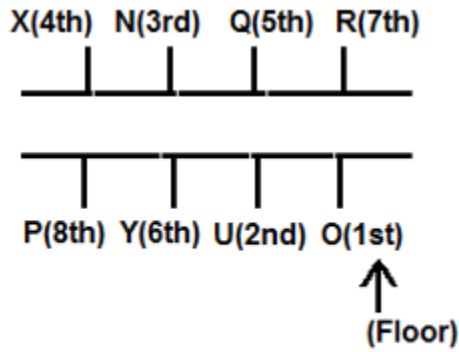 X(4th) N(3rd) Q(5th) R(7th)
P(8th) Y(6th) U(2nd) O(1st)
(Floor)